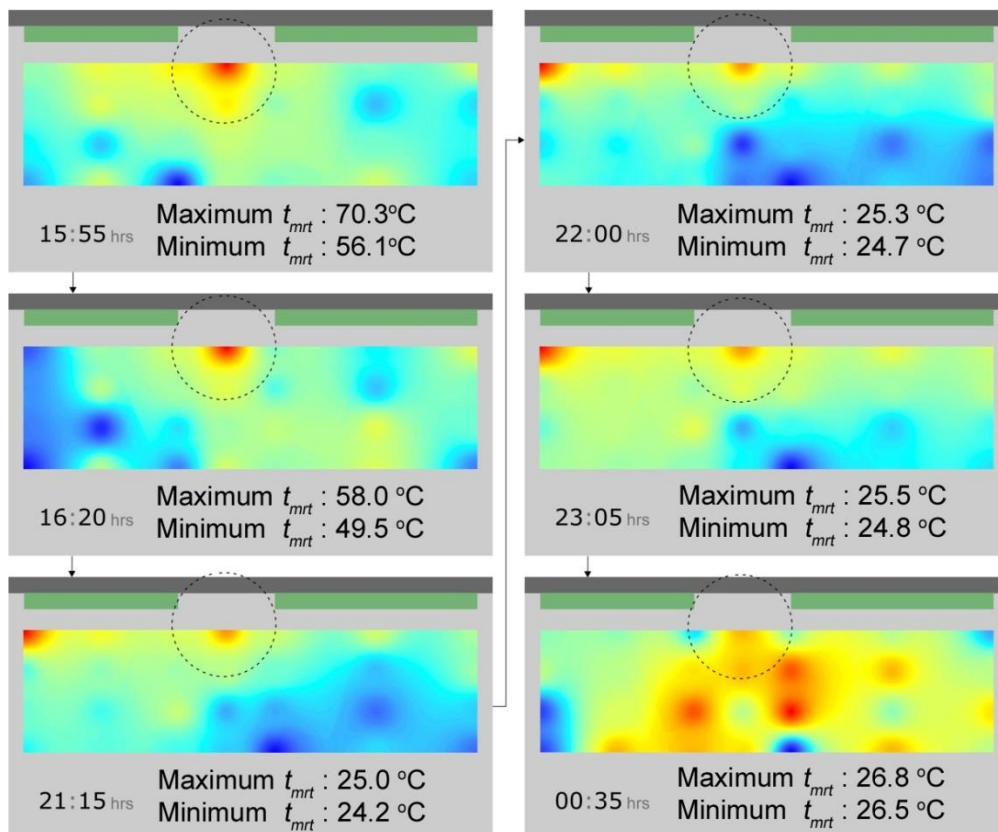 15:55 hrs
Maximum tmrt : 70.3°C
Minimum tmrt : 56.1°C
16:20 hrs
Maximum tmrt : 58.0 °C
Minimum tmrt : 49.5 °C
21:15 hrs
Maximum tmrt : 25.0 °C
Minimum tmrt : 24.2 °C
22:00 hrs
Maximum tmrt : 25.3 °C
Minimum tmrt : 24.7 °C
23:05 hrs
Maximum tmrt : 25.5 °C
Minimum tmrt : 24.8 °C
00:35 hrs
Maximum tmrt : 26.8 °C
Minimum tmrt : 26.5 °C